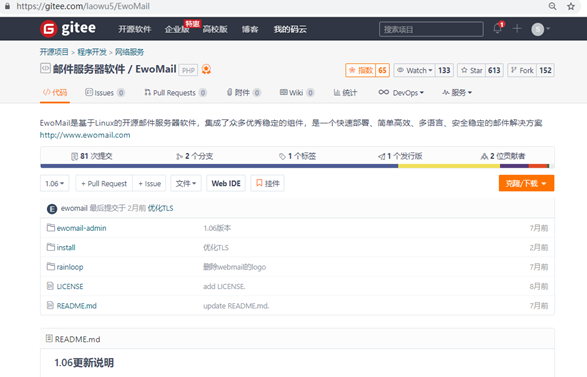 https://gitee.com/laowu5/EwoMail
gitee 开源软件 企业版 特惠 高校版 博客 我的码云 搜索项目 1 S
开源项目 > 程序开发 > 网络服务
邮件服务器软件 / EwoMail PHP 指数 65 Watch 133 Star 613 Fork 152
代码 Issues 0 Pull Requests 0 附件 0 Wiki 0 统计 DevOps 服务
EwoMail是基于Linux的开源邮件服务器软件，集成了众多优秀稳定的组件，是一个快速部署、简单高效、多语言、安全稳定的邮件解决方案
http://www.ewomail.com
81 次提交 2 个分支 1 个标签 1 个发行版 2 位贡献者
1.06 + Pull Request + Issue 文件 Web IDE 挂件 克隆/下载
E ewomail 最后提交于 2月前 优化TLS
ewomail-admin 1.06版本 7月前
install 优化TLS 2月前
rainloop 删除webmail的logo 7月前
LICENSE add LICENSE. 8月前
README.md update README.md. 7月前
README.md
1.06更新说明